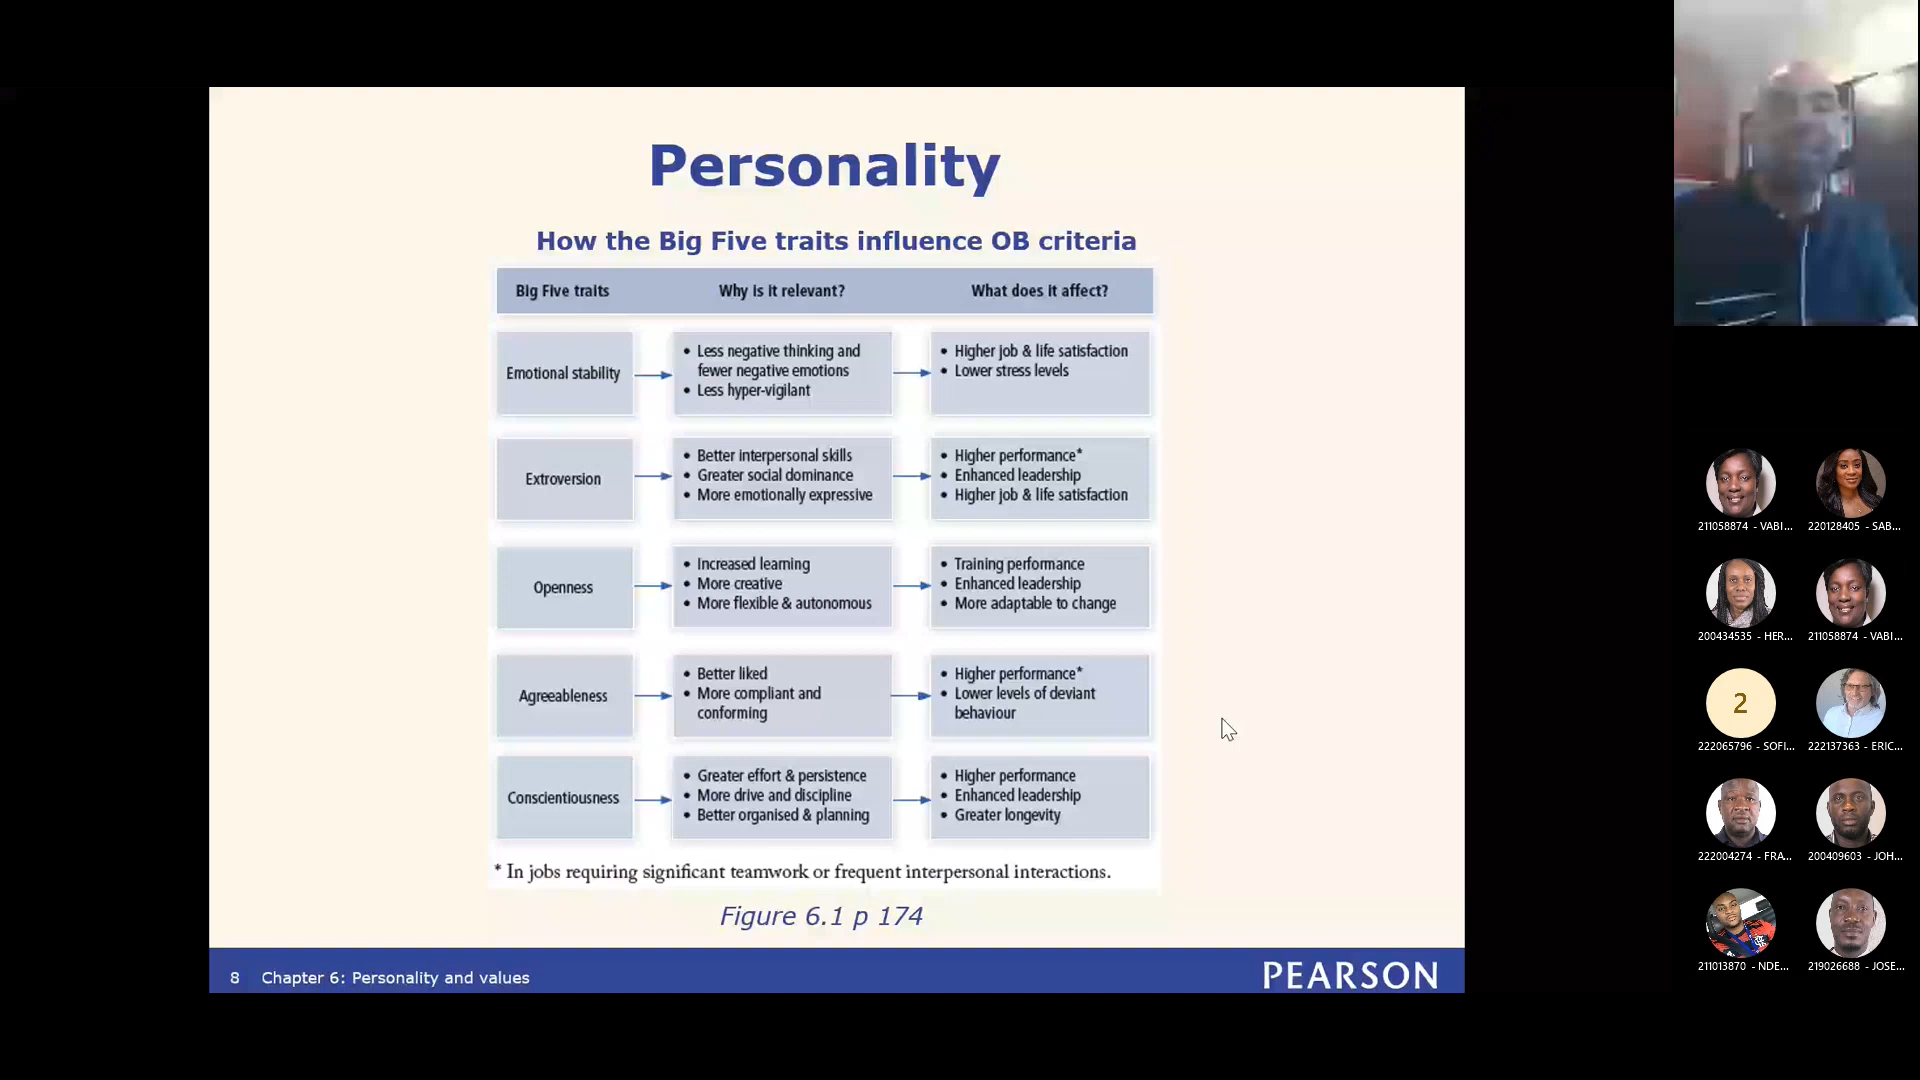 Personality
How the Big Five traits influence OB criteria
Big Five traits
Why is it relevant?
What does it affect?
Emotional stability
• Less negative thinking and
fewer negative emotions
• Less hyper-vigilant
• Higher job & life satisfaction
• Lower stress levels
Extroversion
• Better interpersonal skills
• Greater social dominance
• More emotionally expressive
• Higher performance*
• Enhanced leadership
• Higher job & life satisfaction
Openness
• Increased learning
• More creative
• More flexible & autonomous
• Training performance
• Enhanced leadership
• More adaptable to change
Agreeableness
• Better liked
• More compliant and
conforming
• Higher performance*
• Lower levels of deviant
behaviour
Conscientiousness
• Greater effort & persistence
• More drive and discipline
• Better organised & planning
• Higher performance
• Enhanced leadership
• Greater longevity
* In jobs requiring significant teamwork or frequent interpersonal interactions.
Figure 6.1 p 174
8 Chapter 6: Personality and values
PEARSON
211058874 - VABI...
220128405 - SAB...
200434535 - HER...
211058874 - VABI...
2
222065796 - SOFI...
222137363 - ERIC...
222004274 - FRA...
200409603 - JOH...
211013870 - NDE...
219026688 - JOSE...